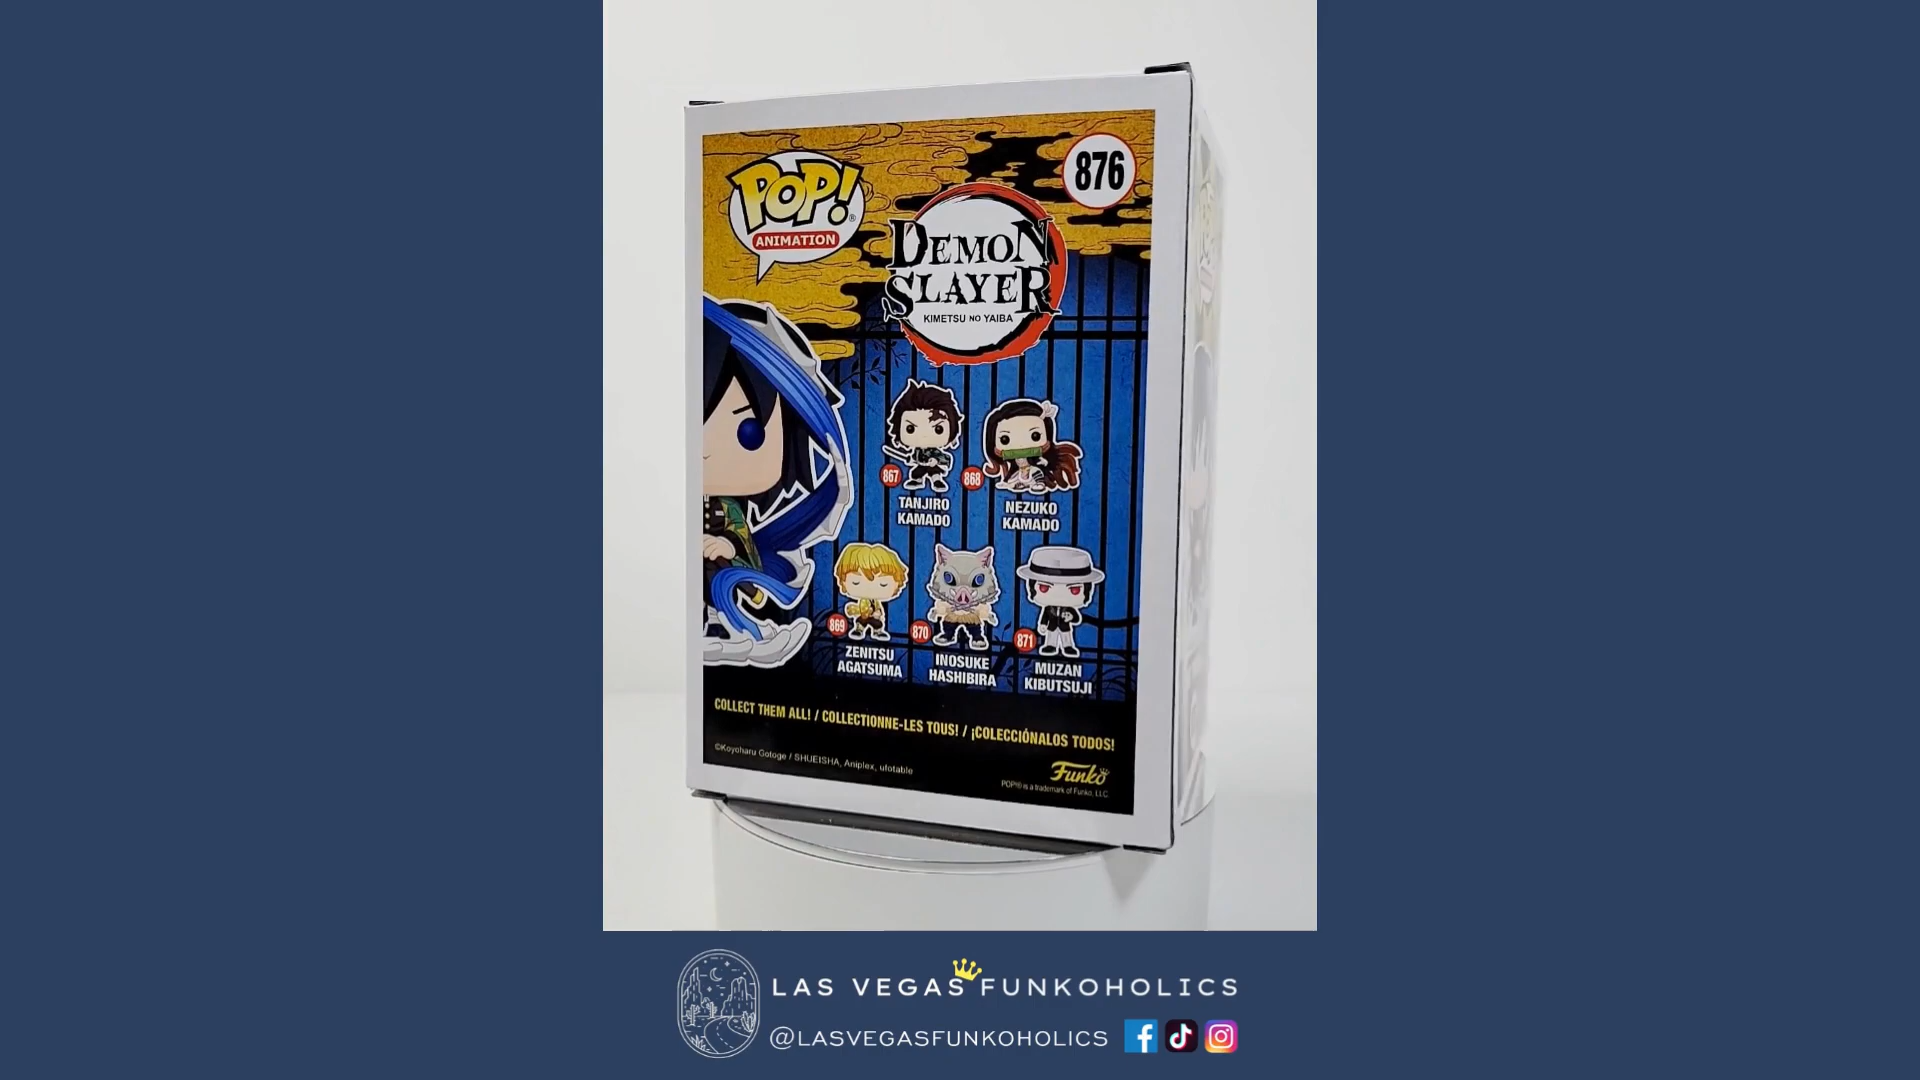 876
POP!®
ANIMATION
DEMON
SLAYER
KIMETSU NO YAIBA
867
868
TANJIRO
KAMADO
NEZUKO
KAMADO
869
870
871
ZENITSU
AGATSUMA
INOSUKE
HASHIBIRA
MUZAN
KIBUTSUJI
COLLECT THEM ALL! / COLLECTIONNE-LES TOUS! / ¡COLECCIÓNALOS TODOS!
©Koyoharu Gotoge / SHUEISHA, Aniplex, ufotable
Funko
POP!® is a trademark of Funko, LLC.
LAS VEGAS FUNKOHOLICS
@LASVEGASFUNKOHOLICS